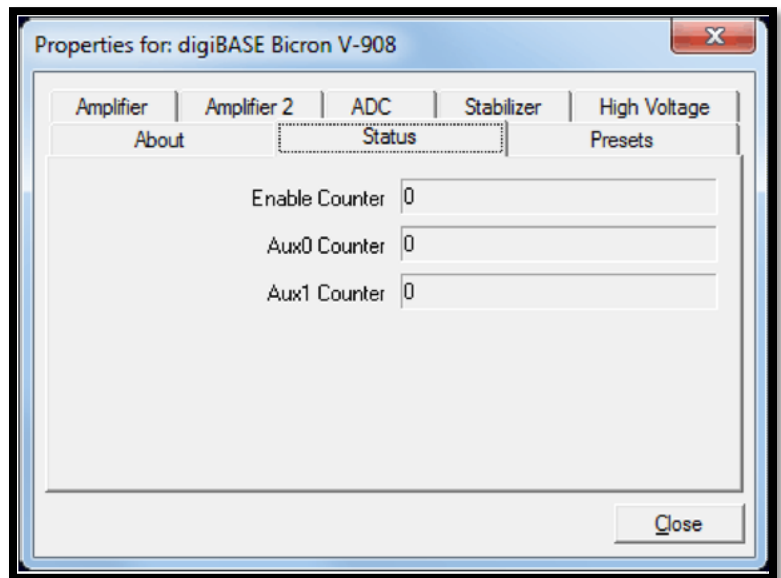 Properties for: digiBASE Bicron V-908
Amplifier Amplifier 2 ADC Stabilizer High Voltage
About Status Presets
Enable Counter 0
Aux0 Counter 0
Aux1 Counter 0
Close